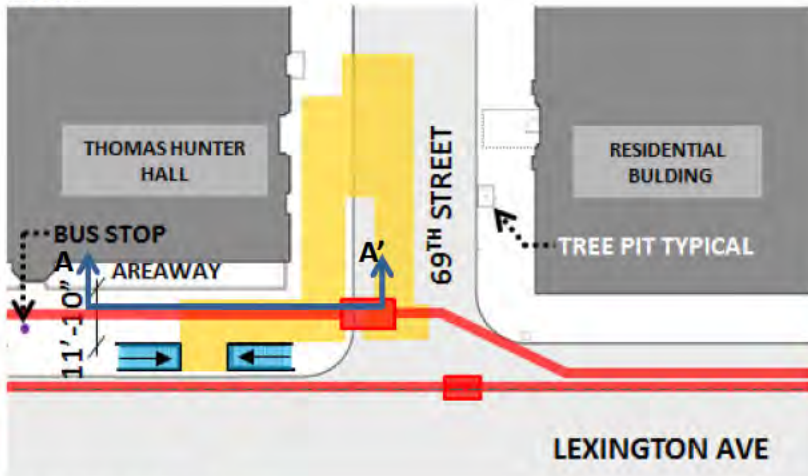 THOMAS HUNTER
HALL
69TH STREET
RESIDENTIAL
BULDING
BUS STOP
TREE PIT TYPICAL
A
AREAWAY
A'
11'-10"
LEXINGTON AVE